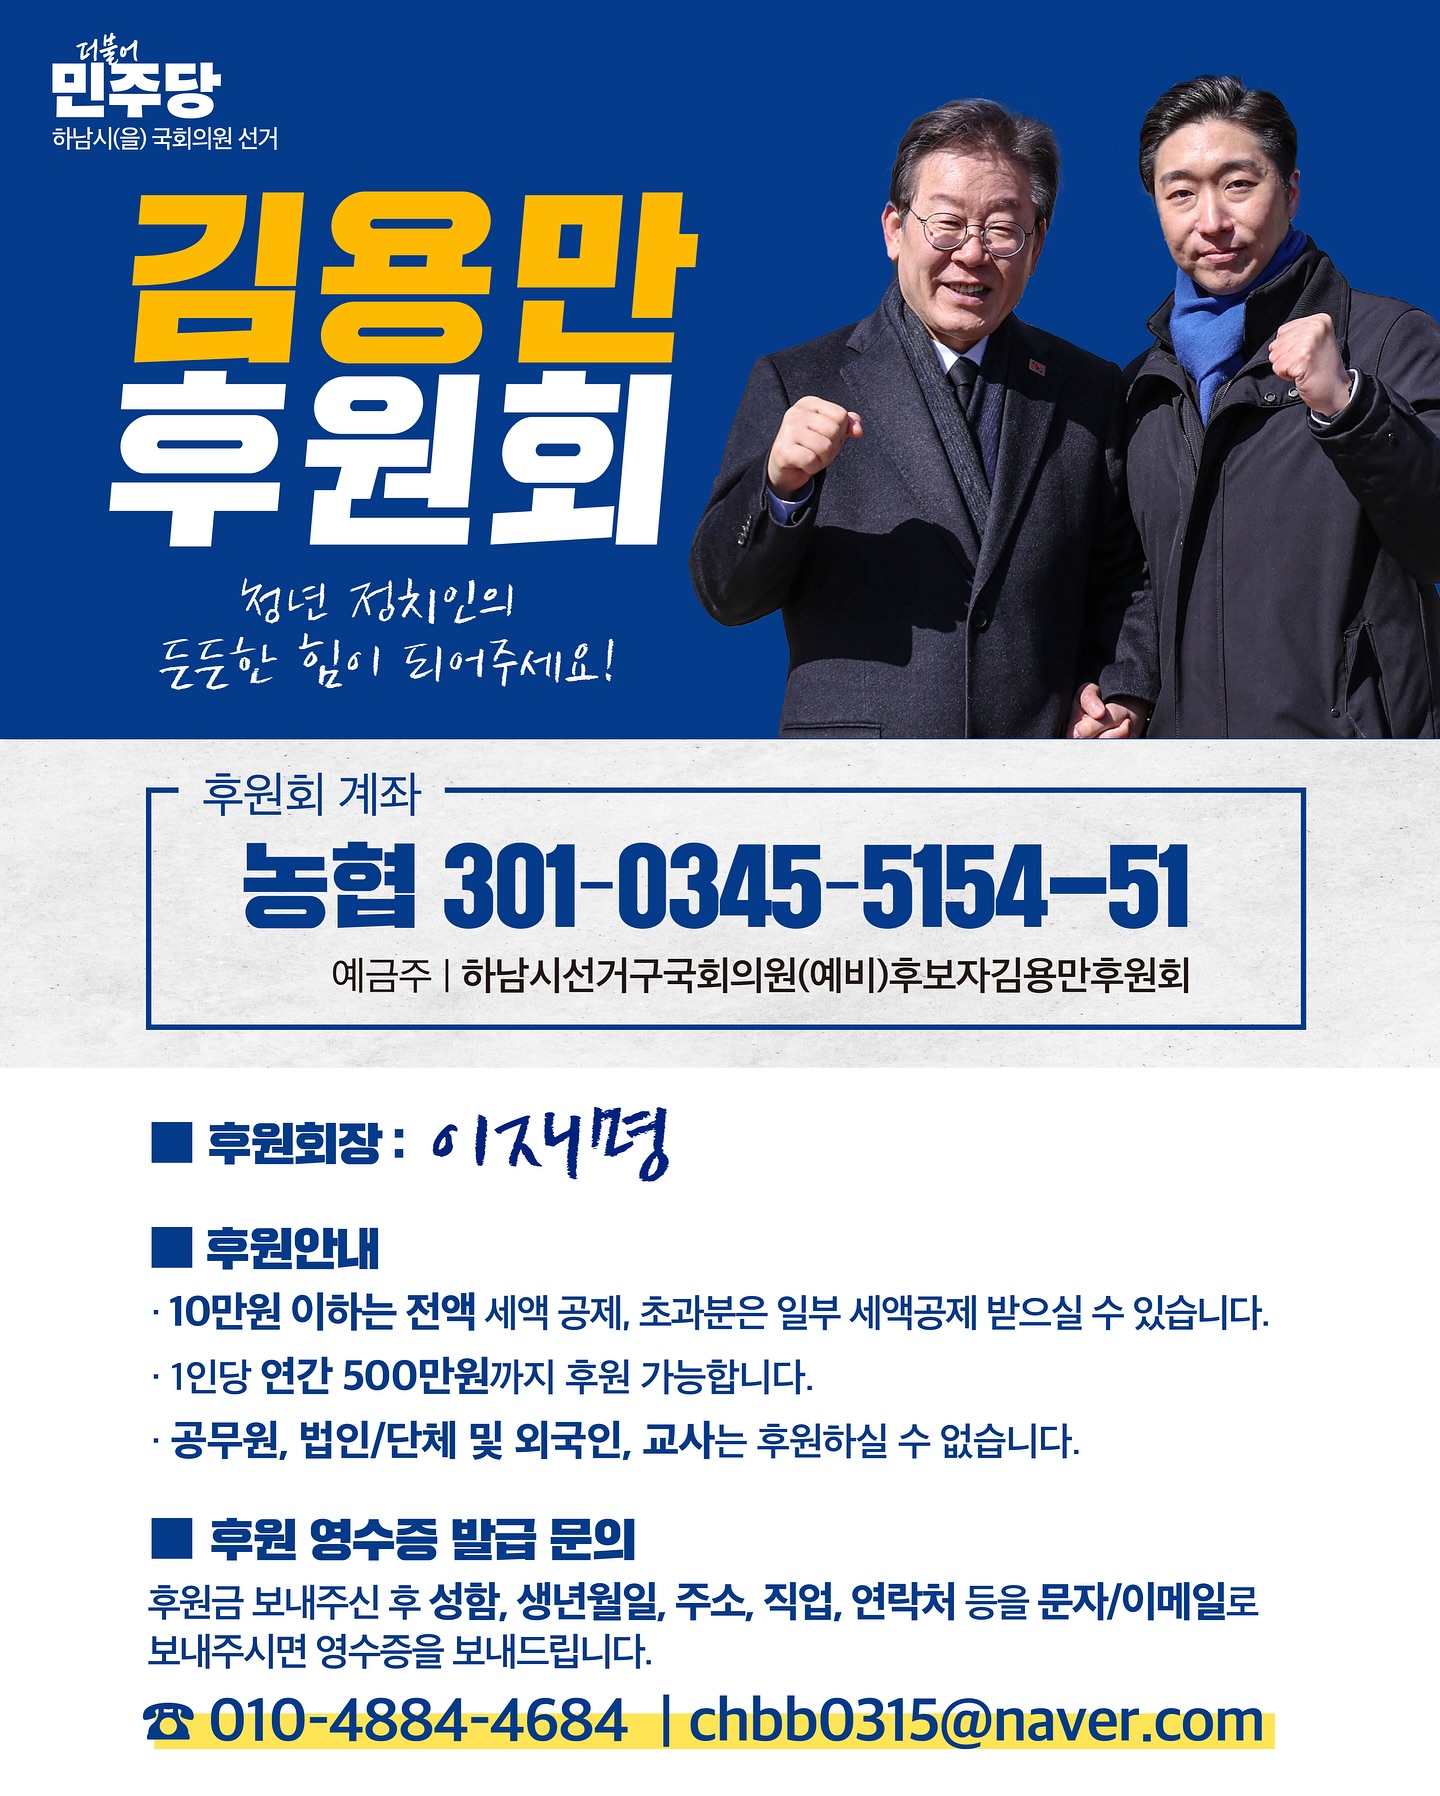 더불어
민주당
하남시(을) 국회의원 선거
김용만
후원회
청년 정치인의
든든한 힘이 되어주세요!
후원회 계좌
농협 301-0345-5154-51
예금주 | 하남시선거구국회의원(예비)후보자김용만후원회
■ 후원회장 : 이재명
■ 후원안내
· 10만원 이하는 전액 세액 공제, 초과분은 일부 세액공제 받으실 수 있습니다.
· 1인당 연간 500만원까지 후원 가능합니다.
· 공무원, 법인/단체 및 외국인, 교사는 후원하실 수 없습니다.
■ 후원 영수증 발급 문의
후원금 보내주신 후 성함, 생년월일, 주소, 직업, 연락처 등을 문자/이메일로
보내주시면 영수증을 보내드립니다.
☎ 010-4884-4684 | chbb0315@naver.com